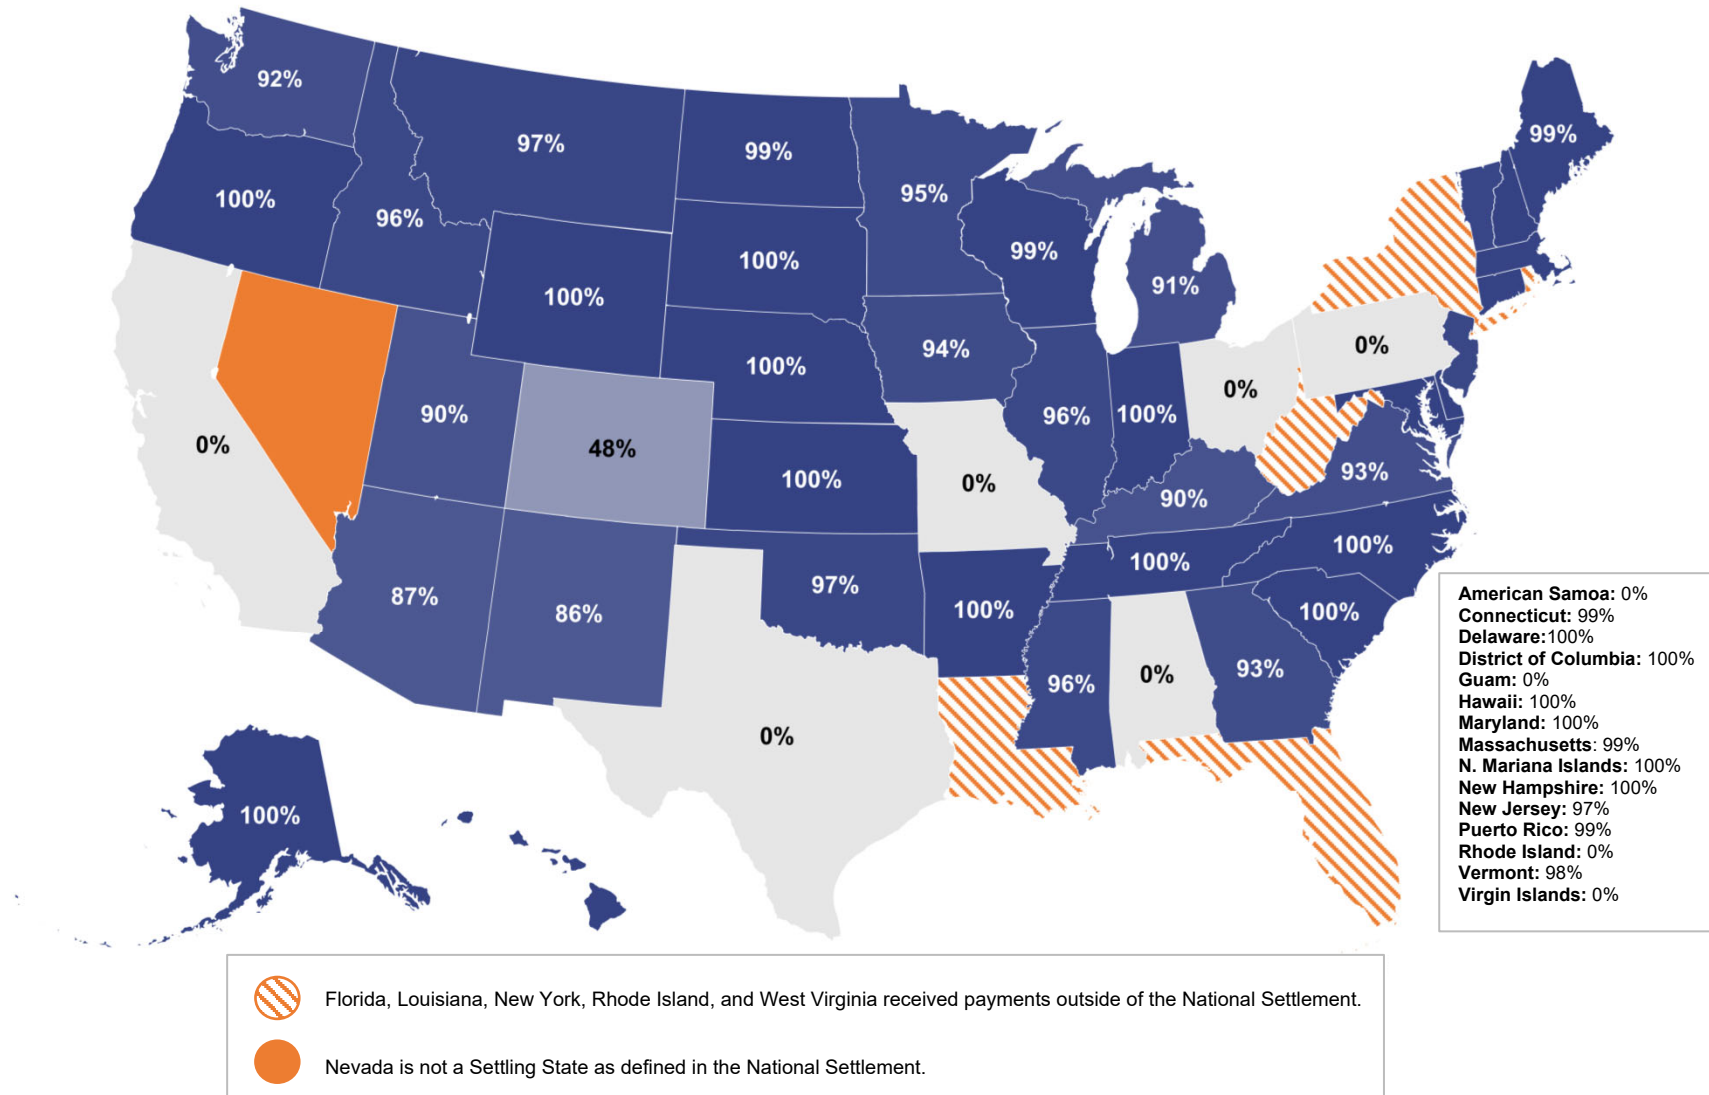 92%
97%
99%
99%
100%
96%
95%
100%
100%
99%
91%
100%
94%
0%
90%
100%
0%
0%
48%
96%
100%
93%
100%
0%
90%
87%
86%
97%
100%
100%
100%
100%
96%
0%
93%
0%
100%
American Samoa: 0%
Connecticut: 99%
Delaware:100%
District of Columbia: 100%
Guam: 0%
Hawaii: 100%
Maryland: 100%
Massachusetts: 99%
N. Mariana Islands: 100%
New Hampshire: 100%
New Jersey: 97%
Puerto Rico: 99%
Rhode Island: 0%
Vermont: 98%
Virgin Islands: 0%
Florida, Louisiana, New York, Rhode Island, and West Virginia received payments outside of the National Settlement.
Nevada is not a Settling State as defined in the National Settlement.